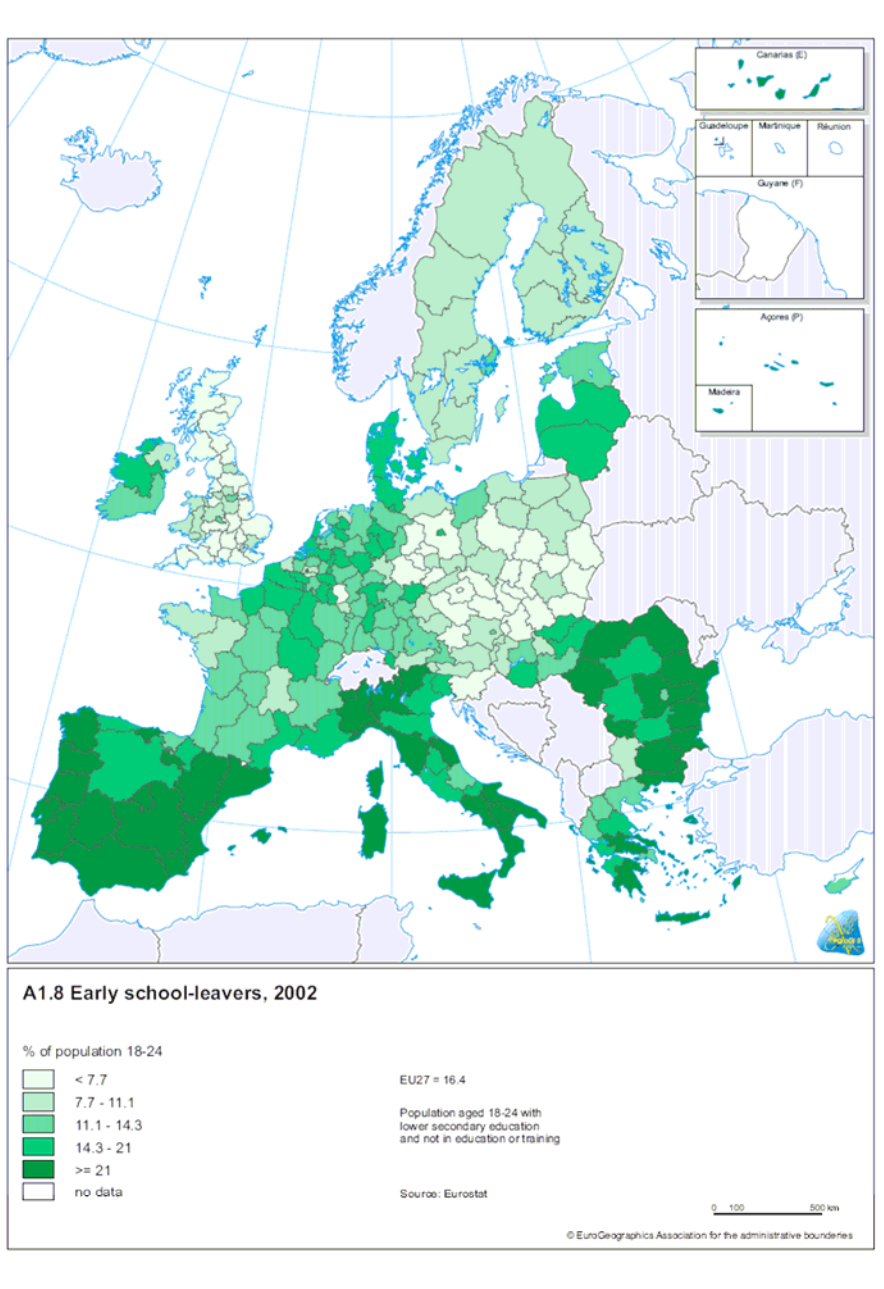 Canarias (E)
Guadeloupe
Martinique
Réunion
Guyane (F)
Açores (P)
Madeira
A1.8 Early school-leavers, 2002
% of population 18-24
< 7.7
7.7 - 11.1
11.1 - 14.3
14.3 - 21
>= 21
no data
EU27 = 16.4
Population aged 18-24 with
lower secondary education
and not in education or training
Source: Eurostat
0 100 500 km
© EuroGeographics Association for the administrative bounderies